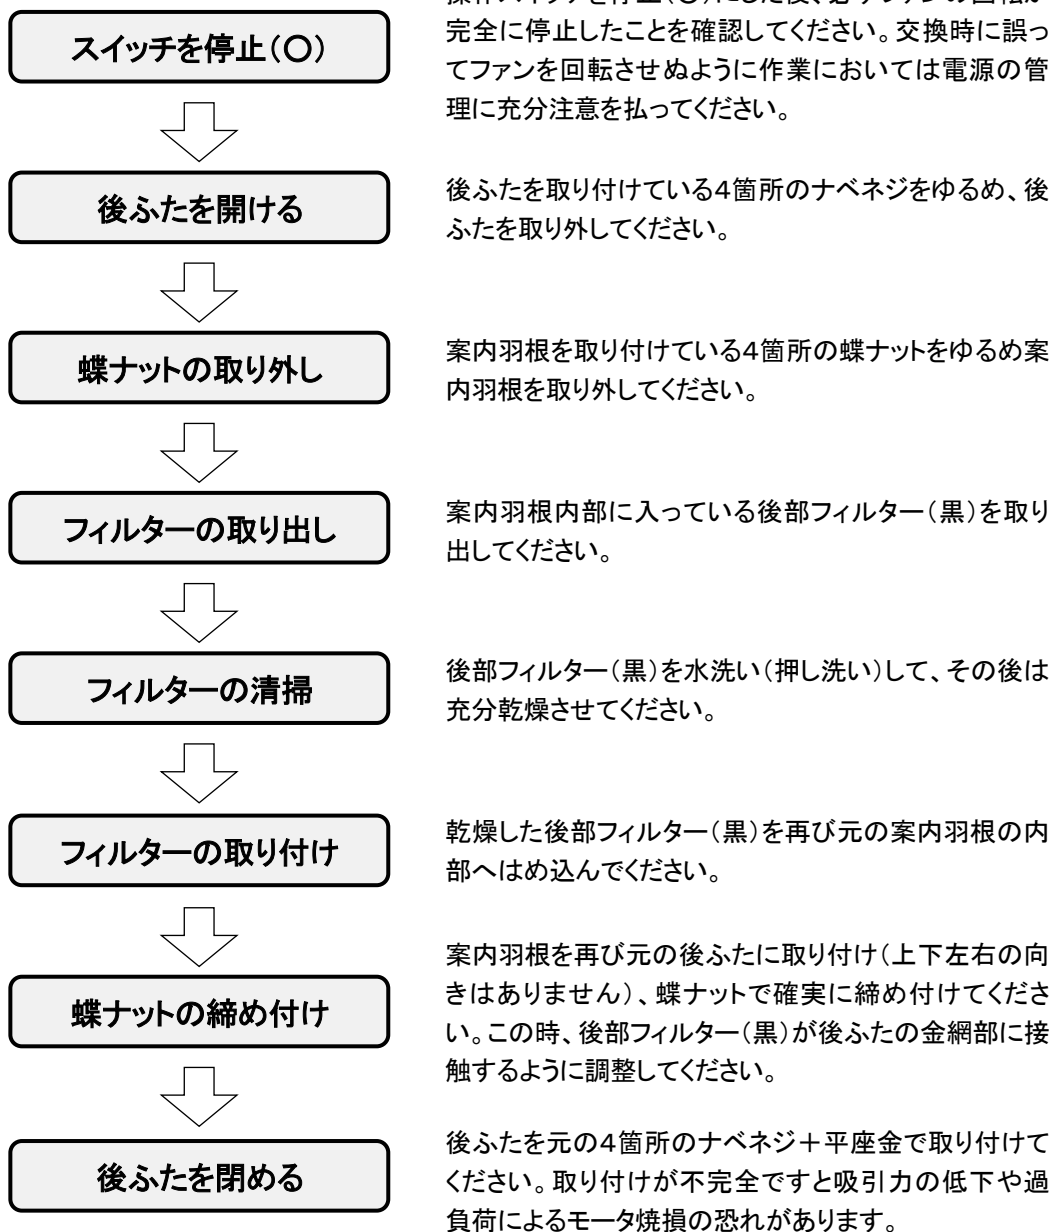 スイッチを停止(〇)
操作スイッチを停止(〇)にした後、必ずファンの回転が
完全に停止したことを確認してください。交換時に誤っ
てファンを回転させぬように作業においては電源の管
理に充分注意を払ってください。
後ふたを開ける
後ふたを取り付けている4箇所のナベネジをゆるめ、後
ふたを取り外してください。
蝶ナットの取り外し
案内羽根を取り付けている4箇所の蝶ナットをゆるめ案
内羽根を取り外してください。
フィルターの取り出し
案内羽根内部に入っている後部フィルター(黒)を取り
出してください。
フィルターの清掃
後部フィルター(黒)を水洗い(押し洗い)して、その後は
充分乾燥させてください。
フィルターの取り付け
乾燥した後部フィルター(黒)を再び元の案内羽根の内
部へはめ込んでください。
蝶ナットの締め付け
案内羽根を再び元の後ふたに取り付け(上下左右の向
きはありません)、蝶ナットで確実に締め付けてくださ
い。この時、後部フィルター(黒)が後ふたの金網部に接
触するように調整してください。
後ふたを閉める
後ふたを元の4箇所のナベネジ+平座金で取り付けて
ください。取り付けが不完全ですと吸引力の低下や過
負荷によるモータ焼損の恐れがあります。